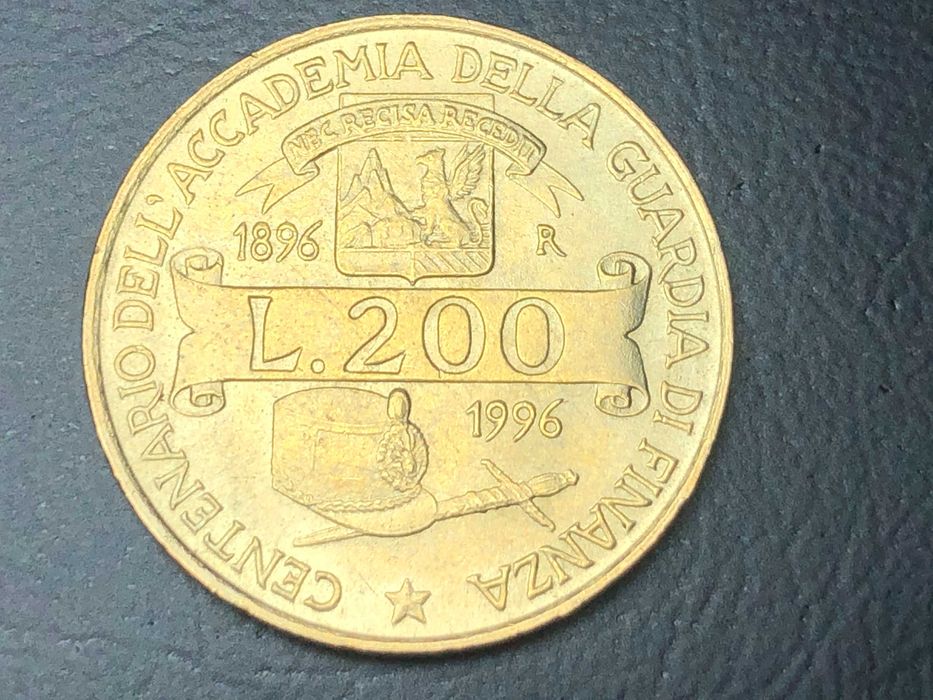 CENTENARIO DELL'ACCADEMIA DELLA GUARDIA DI FINANZA
NEC RECISA RECEDIT
1896 R
L.200
1996